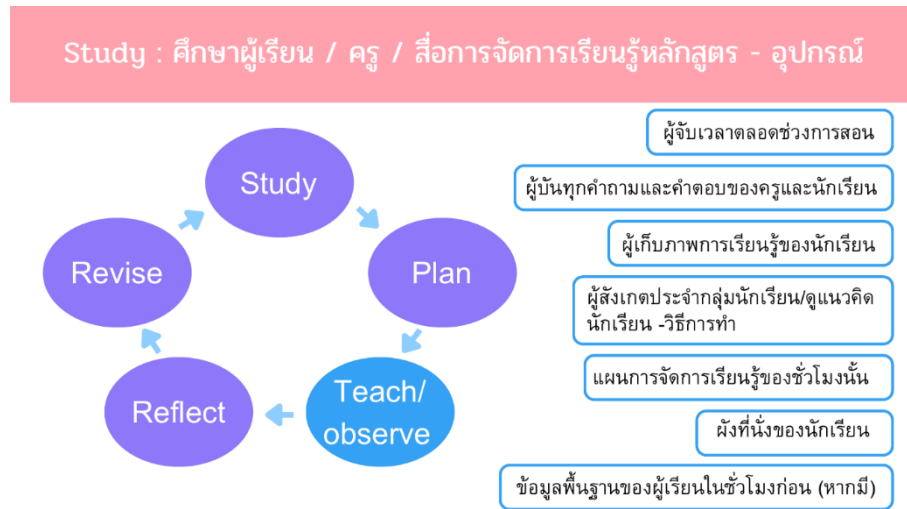 Study : ศึกษาผู้เรียน / ครู / สื่อการจัดการเรียนรู้หลักสูตร - อุปกรณ์
Study
Plan
Teach/
observe
Reflect
Revise
ผู้จับเวลาตลอดช่วงการสอน
ผู้บันทุกคำถามและคำตอบของครูและนักเรียน
ผู้เก็บภาพการเรียนรู้ของนักเรียน
ผู้สังเกตประจำกลุ่มนักเรียน/ดูแนวคิด
นักเรียน -วิธีการทำ
แผนการจัดการเรียนรู้ของชั่วโมงนั้น
ผังที่นั่งของนักเรียน
ข้อมูลพื้นฐานของผู้เรียนในชั่วโมงก่อน (หากมี)